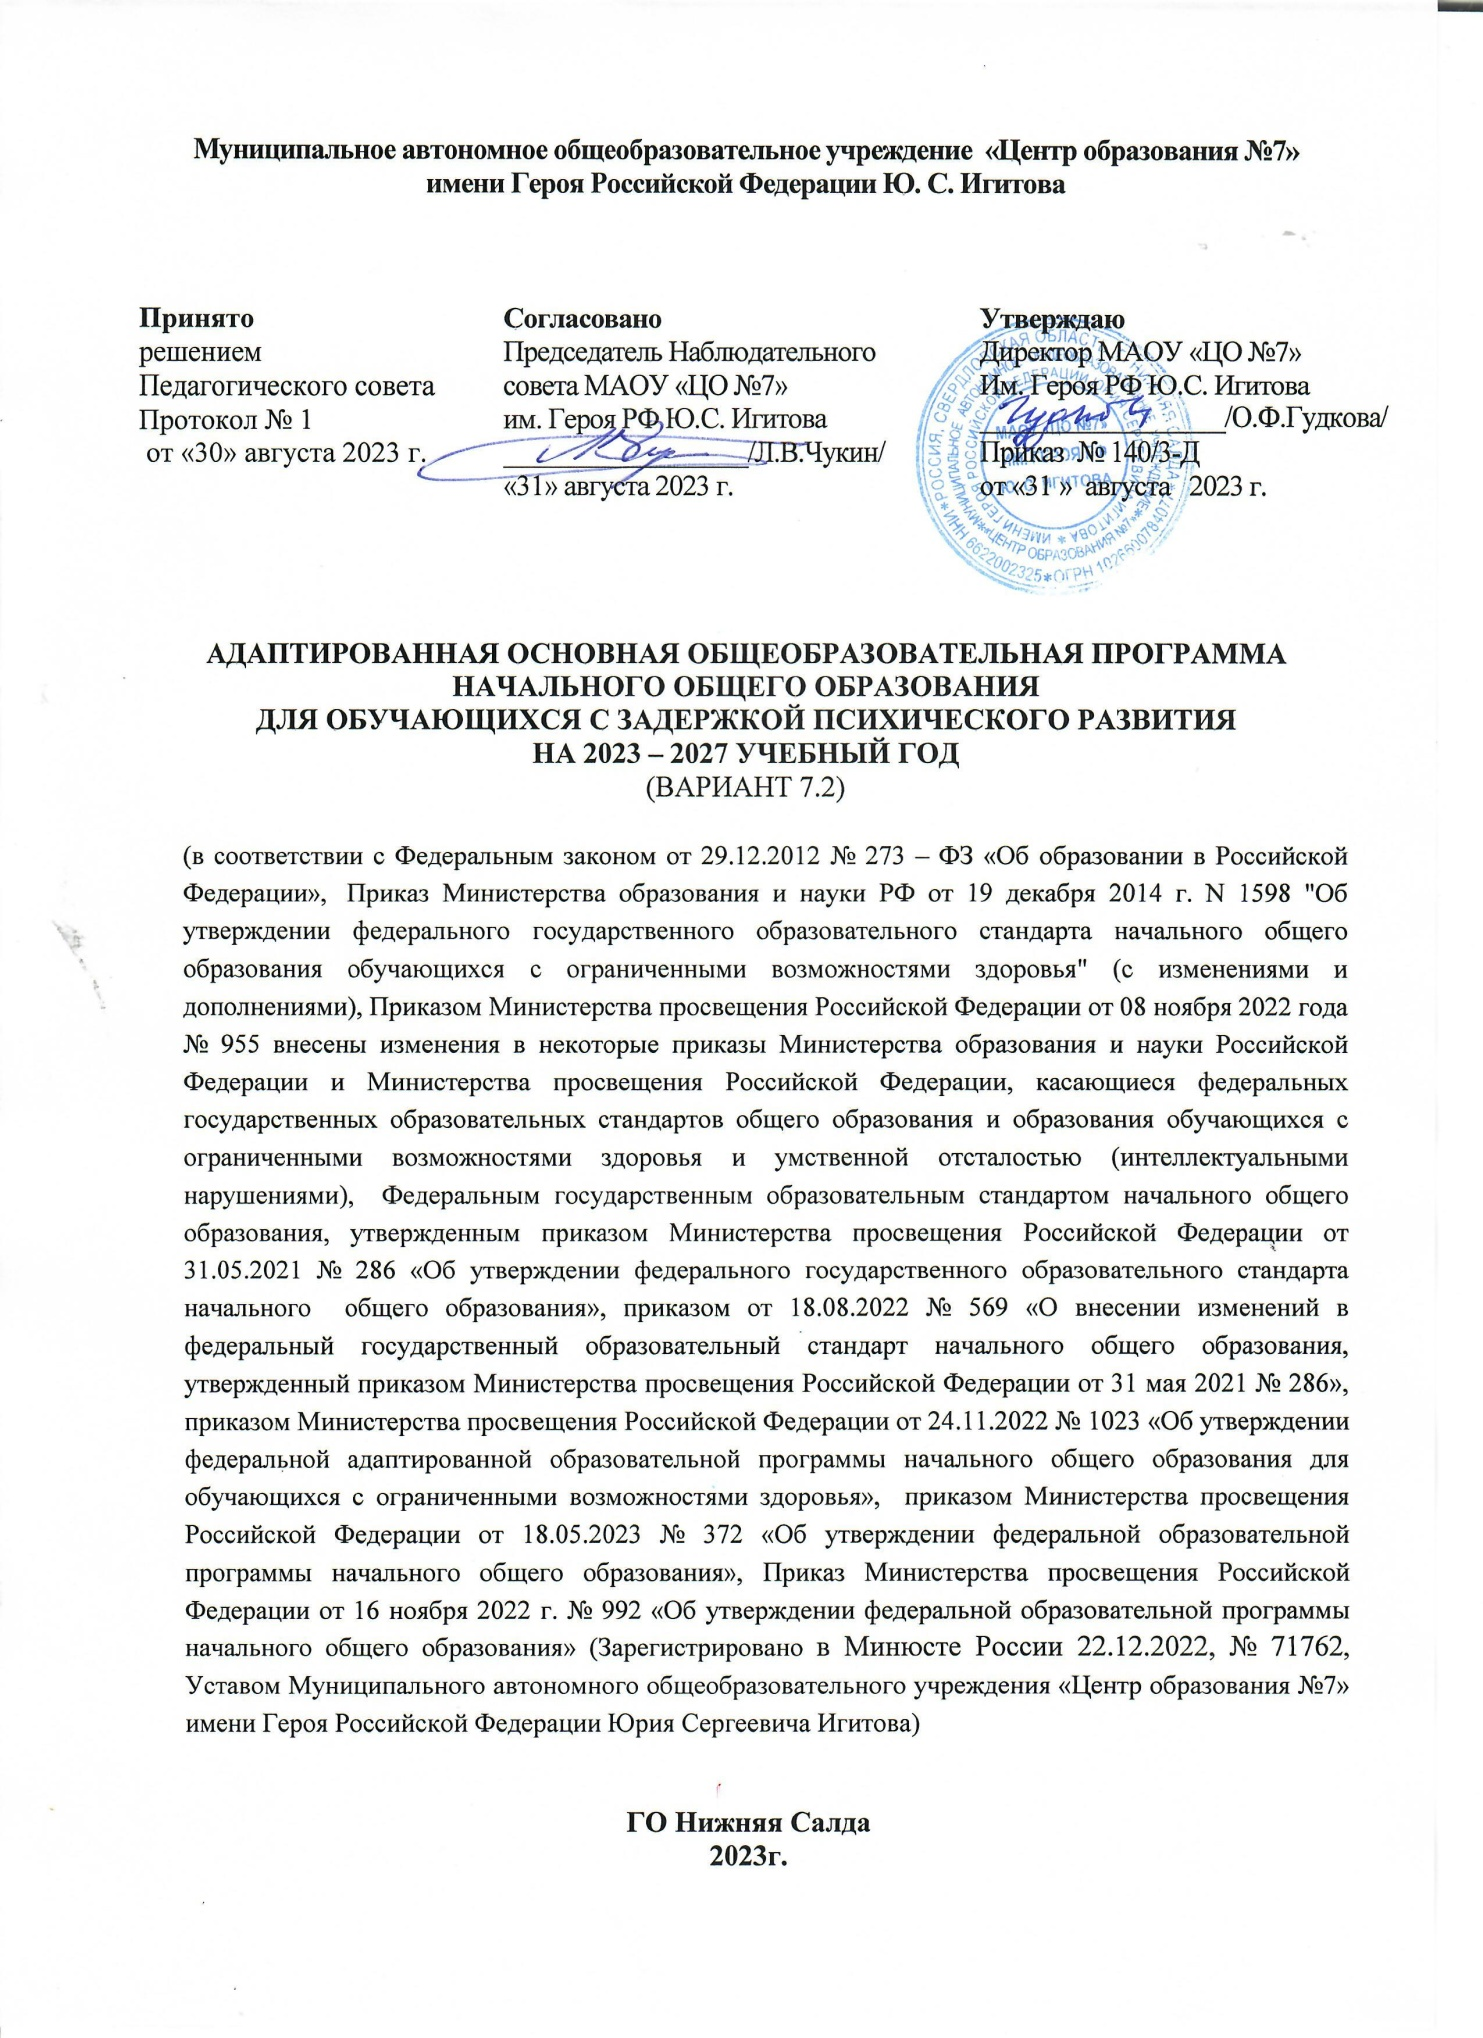 Муниципальное автономное общеобразовательное учреждение «Центр образования №7»
имени Героя Российской Федерации Ю. С. Игитова
Принято
решением
Педагогического совета
Протокол № 1
от «30» августа 2023 г.
Согласовано
Председатель Наблюдательного
совета МАОУ «ЦО №7»
им. Героя РФ Ю.С. Игитова
/Л.В.Чукин/
«31» августа 2023 г.
Утверждаю
Директор МАОУ «ЦО №7»
Им. Героя РФ Ю.С. Игитова
/О.Ф.Гудкова/
Приказ № 140/3-Д
от «31 » августа 2023 г.
АДАПТИРОВАННАЯ ОСНОВНАЯ ОБЩЕОБРАЗОВАТЕЛЬНАЯ ПРОГРАММА
НАЧАЛЬНОГО ОБЩЕГО ОБРАЗОВАНИЯ
ДЛЯ ОБУЧАЮЩИХСЯ С ЗАДЕРЖКОЙ ПСИХИЧЕСКОГО РАЗВИТИЯ
НА 2023 – 2027 УЧЕБНЫЙ ГОД
(ВАРИАНТ 7.2)
(в соответствии с Федеральным законом от 29.12.2012 № 273 – ФЗ «Об образовании в Российской
Федерации», Приказ Министерства образования и науки РФ от 19 декабря 2014 г. N 1598 "Об
утверждении федерального государственного образовательного стандарта начального общего
образования обучающихся с ограниченными возможностями здоровья" (с изменениями и
дополнениями), Приказом Министерства просвещения Российской Федерации от 08 ноября 2022 года
№ 955 внесены изменения в некоторые приказы Министерства образования и науки Российской
Федерации и Министерства просвещения Российской Федерации, касающиеся федеральных
государственных образовательных стандартов общего образования и образования обучающихся с
ограниченными возможностями здоровья и умственной отсталостью (интеллектуальными
нарушениями), Федеральным государственным образовательным стандартом начального общего
образования, утвержденным приказом Министерства просвещения Российской Федерации от
31.05.2021 № 286 «Об утверждении федерального государственного образовательного стандарта
начального общего образования», приказом от 18.08.2022 № 569 «О внесении изменений в
федеральный государственный образовательный стандарт начального общего образования,
утвержденный приказом Министерства просвещения Российской Федерации от 31 мая 2021 № 286»,
приказом Министерства просвещения Российской Федерации от 24.11.2022 № 1023 «Об утверждении
федеральной адаптированной образовательной программы начального общего образования для
обучающихся с ограниченными возможностями здоровья», приказом Министерства просвещения
Российской Федерации от 18.05.2023 № 372 «Об утверждении федеральной образовательной
программы начального общего образования», Приказ Министерства просвещения Российской
Федерации от 16 ноября 2022 г. № 992 «Об утверждении федеральной образовательной программы
начального общего образования» (Зарегистрировано в Минюсте России 22.12.2022, № 71762,
Уставом Муниципального автономного общеобразовательного учреждения «Центр образования №7»
имени Героя Российской Федерации Юрия Сергеевича Игитова)
ГО Нижняя Салда
2023г.